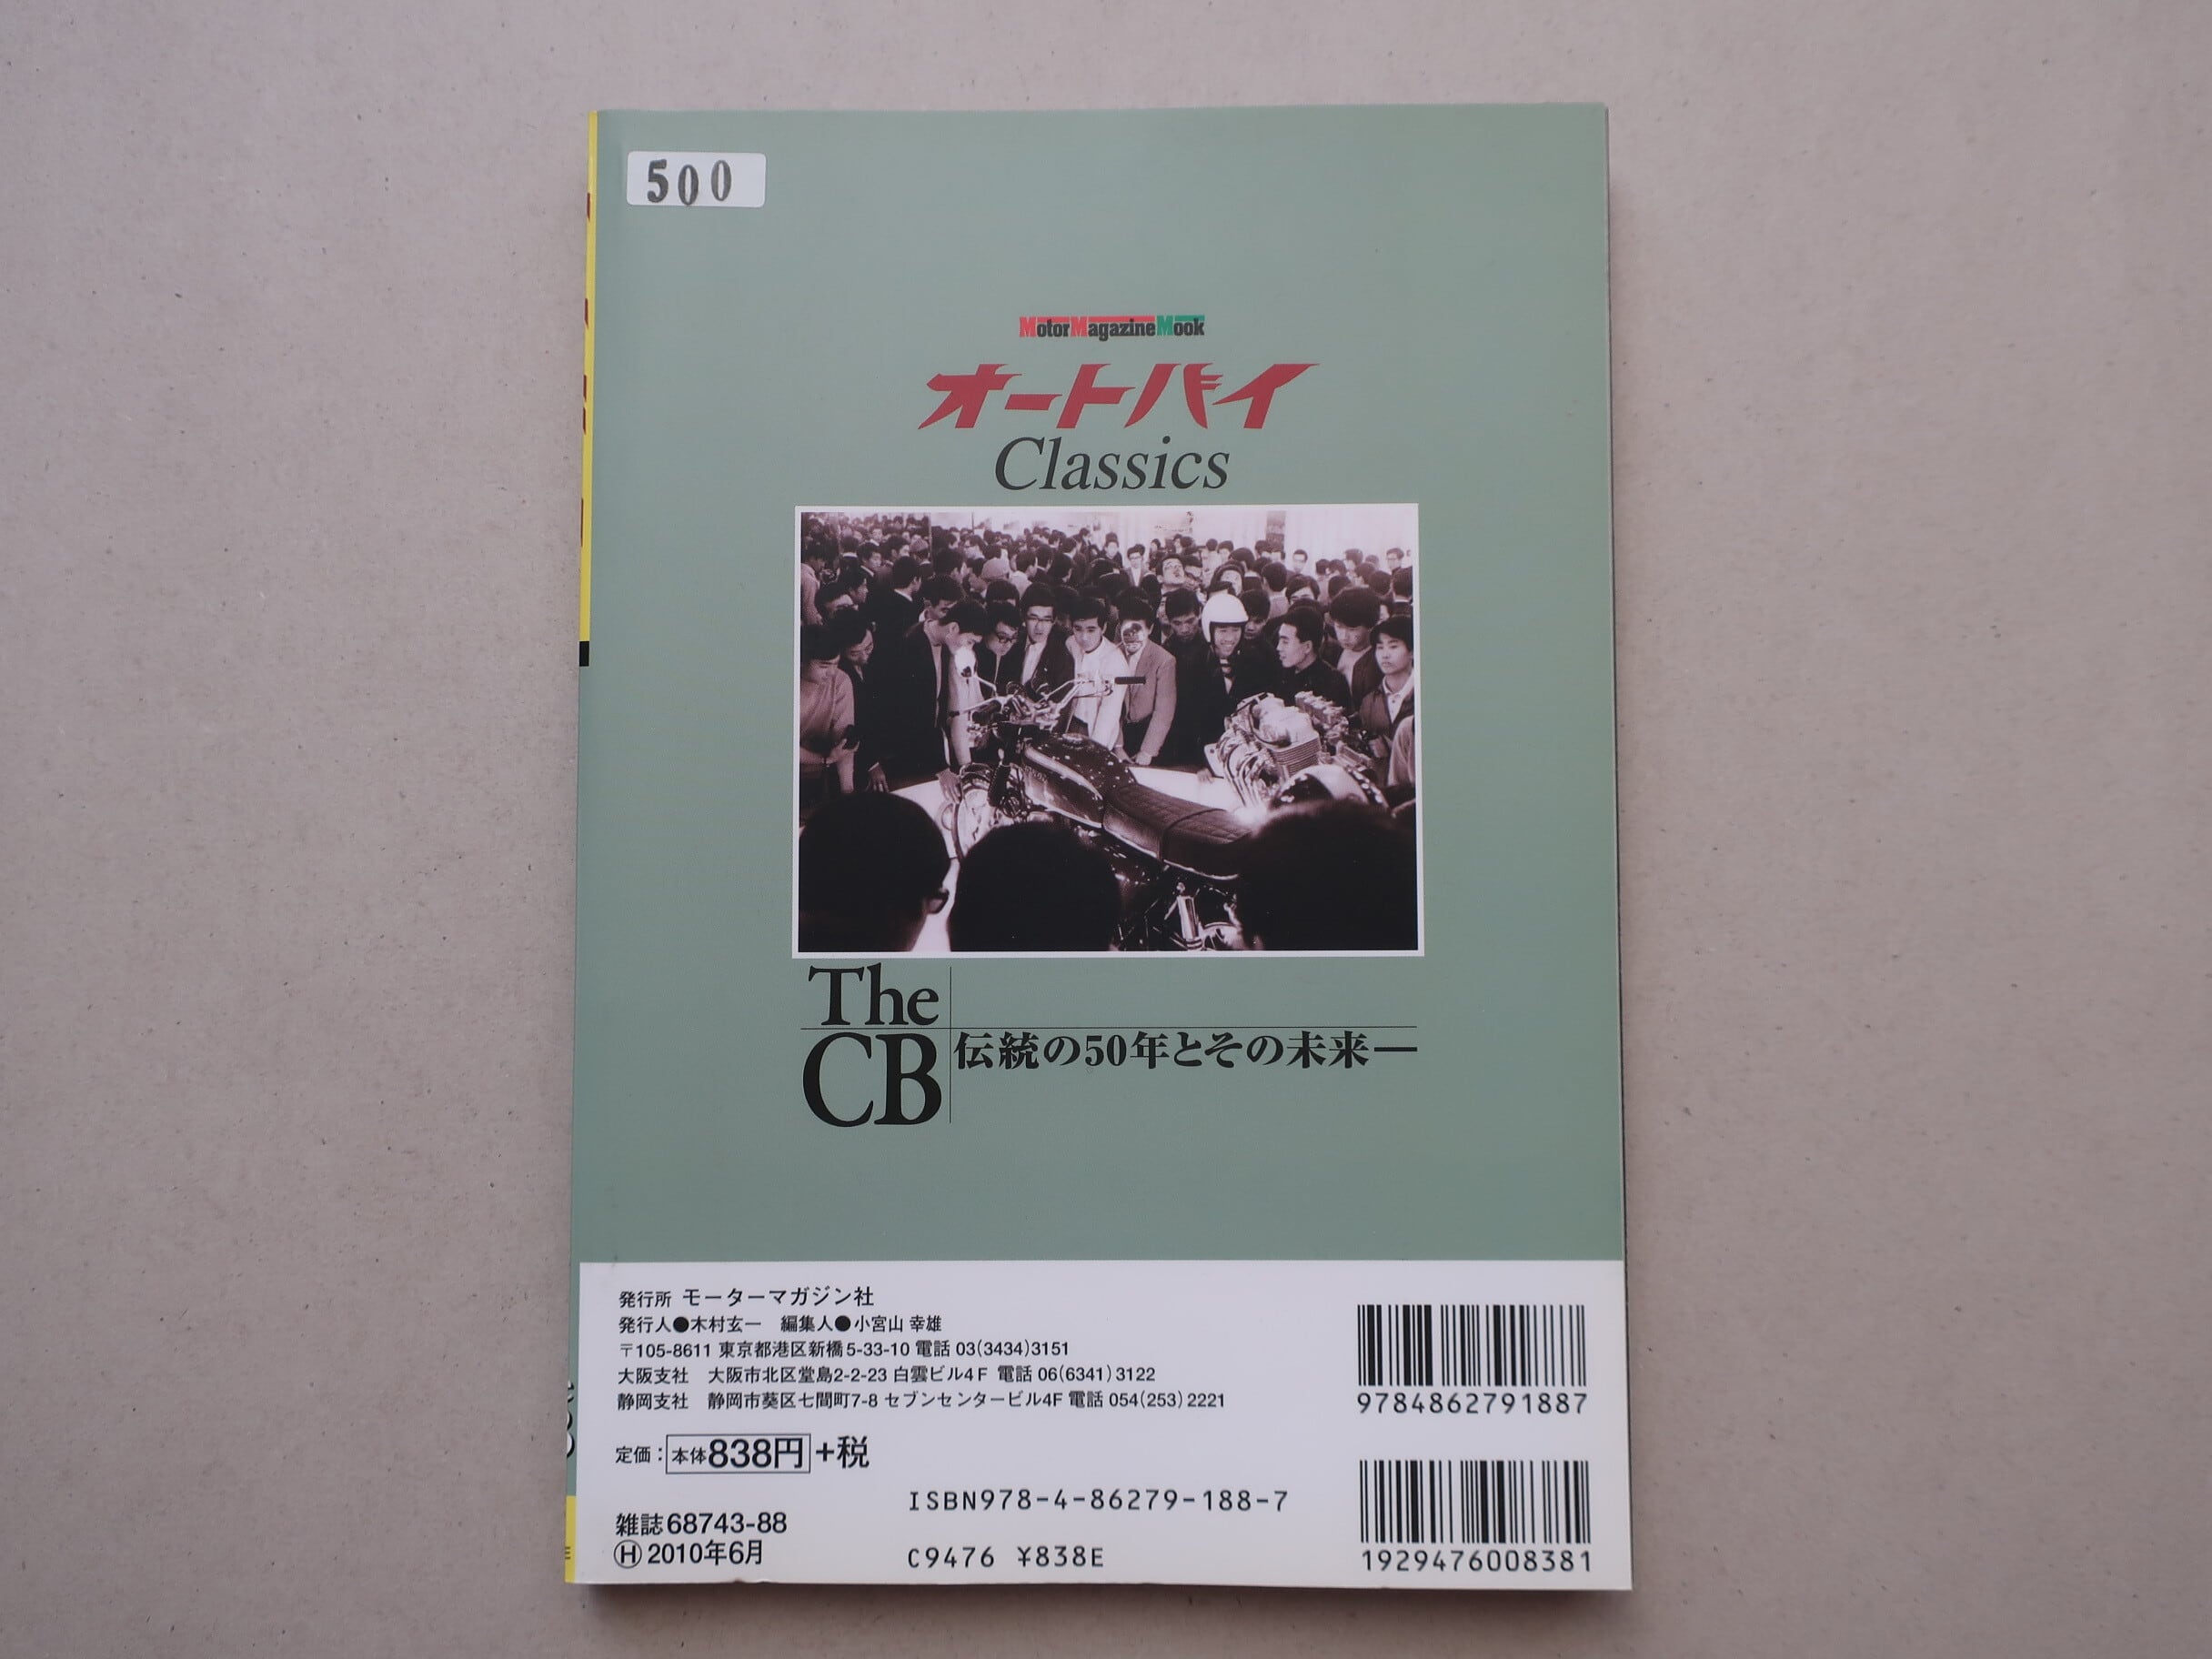 500
MotorMagazineMook
オートバイ
Classics
The
CB 伝統の50年とその未来―
発行所 モーターマガジン社
発行人●木村玄一 編集人●小宮山 幸雄
〒105-8611 東京都港区新橋5-33-10 電話 03(3434)3151
大阪支社 大阪市北区堂島2-2-23 白雲ビル4F 電話 06(6341)3122
静岡支社 静岡市葵区七間町7-8 セブンセンタービル4F 電話 054(253)2221
9784862791887
定価：本体838円+税
ISBN978-4-86279-188-7
雑誌68743-88
Ⓗ2010年6月
C9476 ¥838E
1929476008381